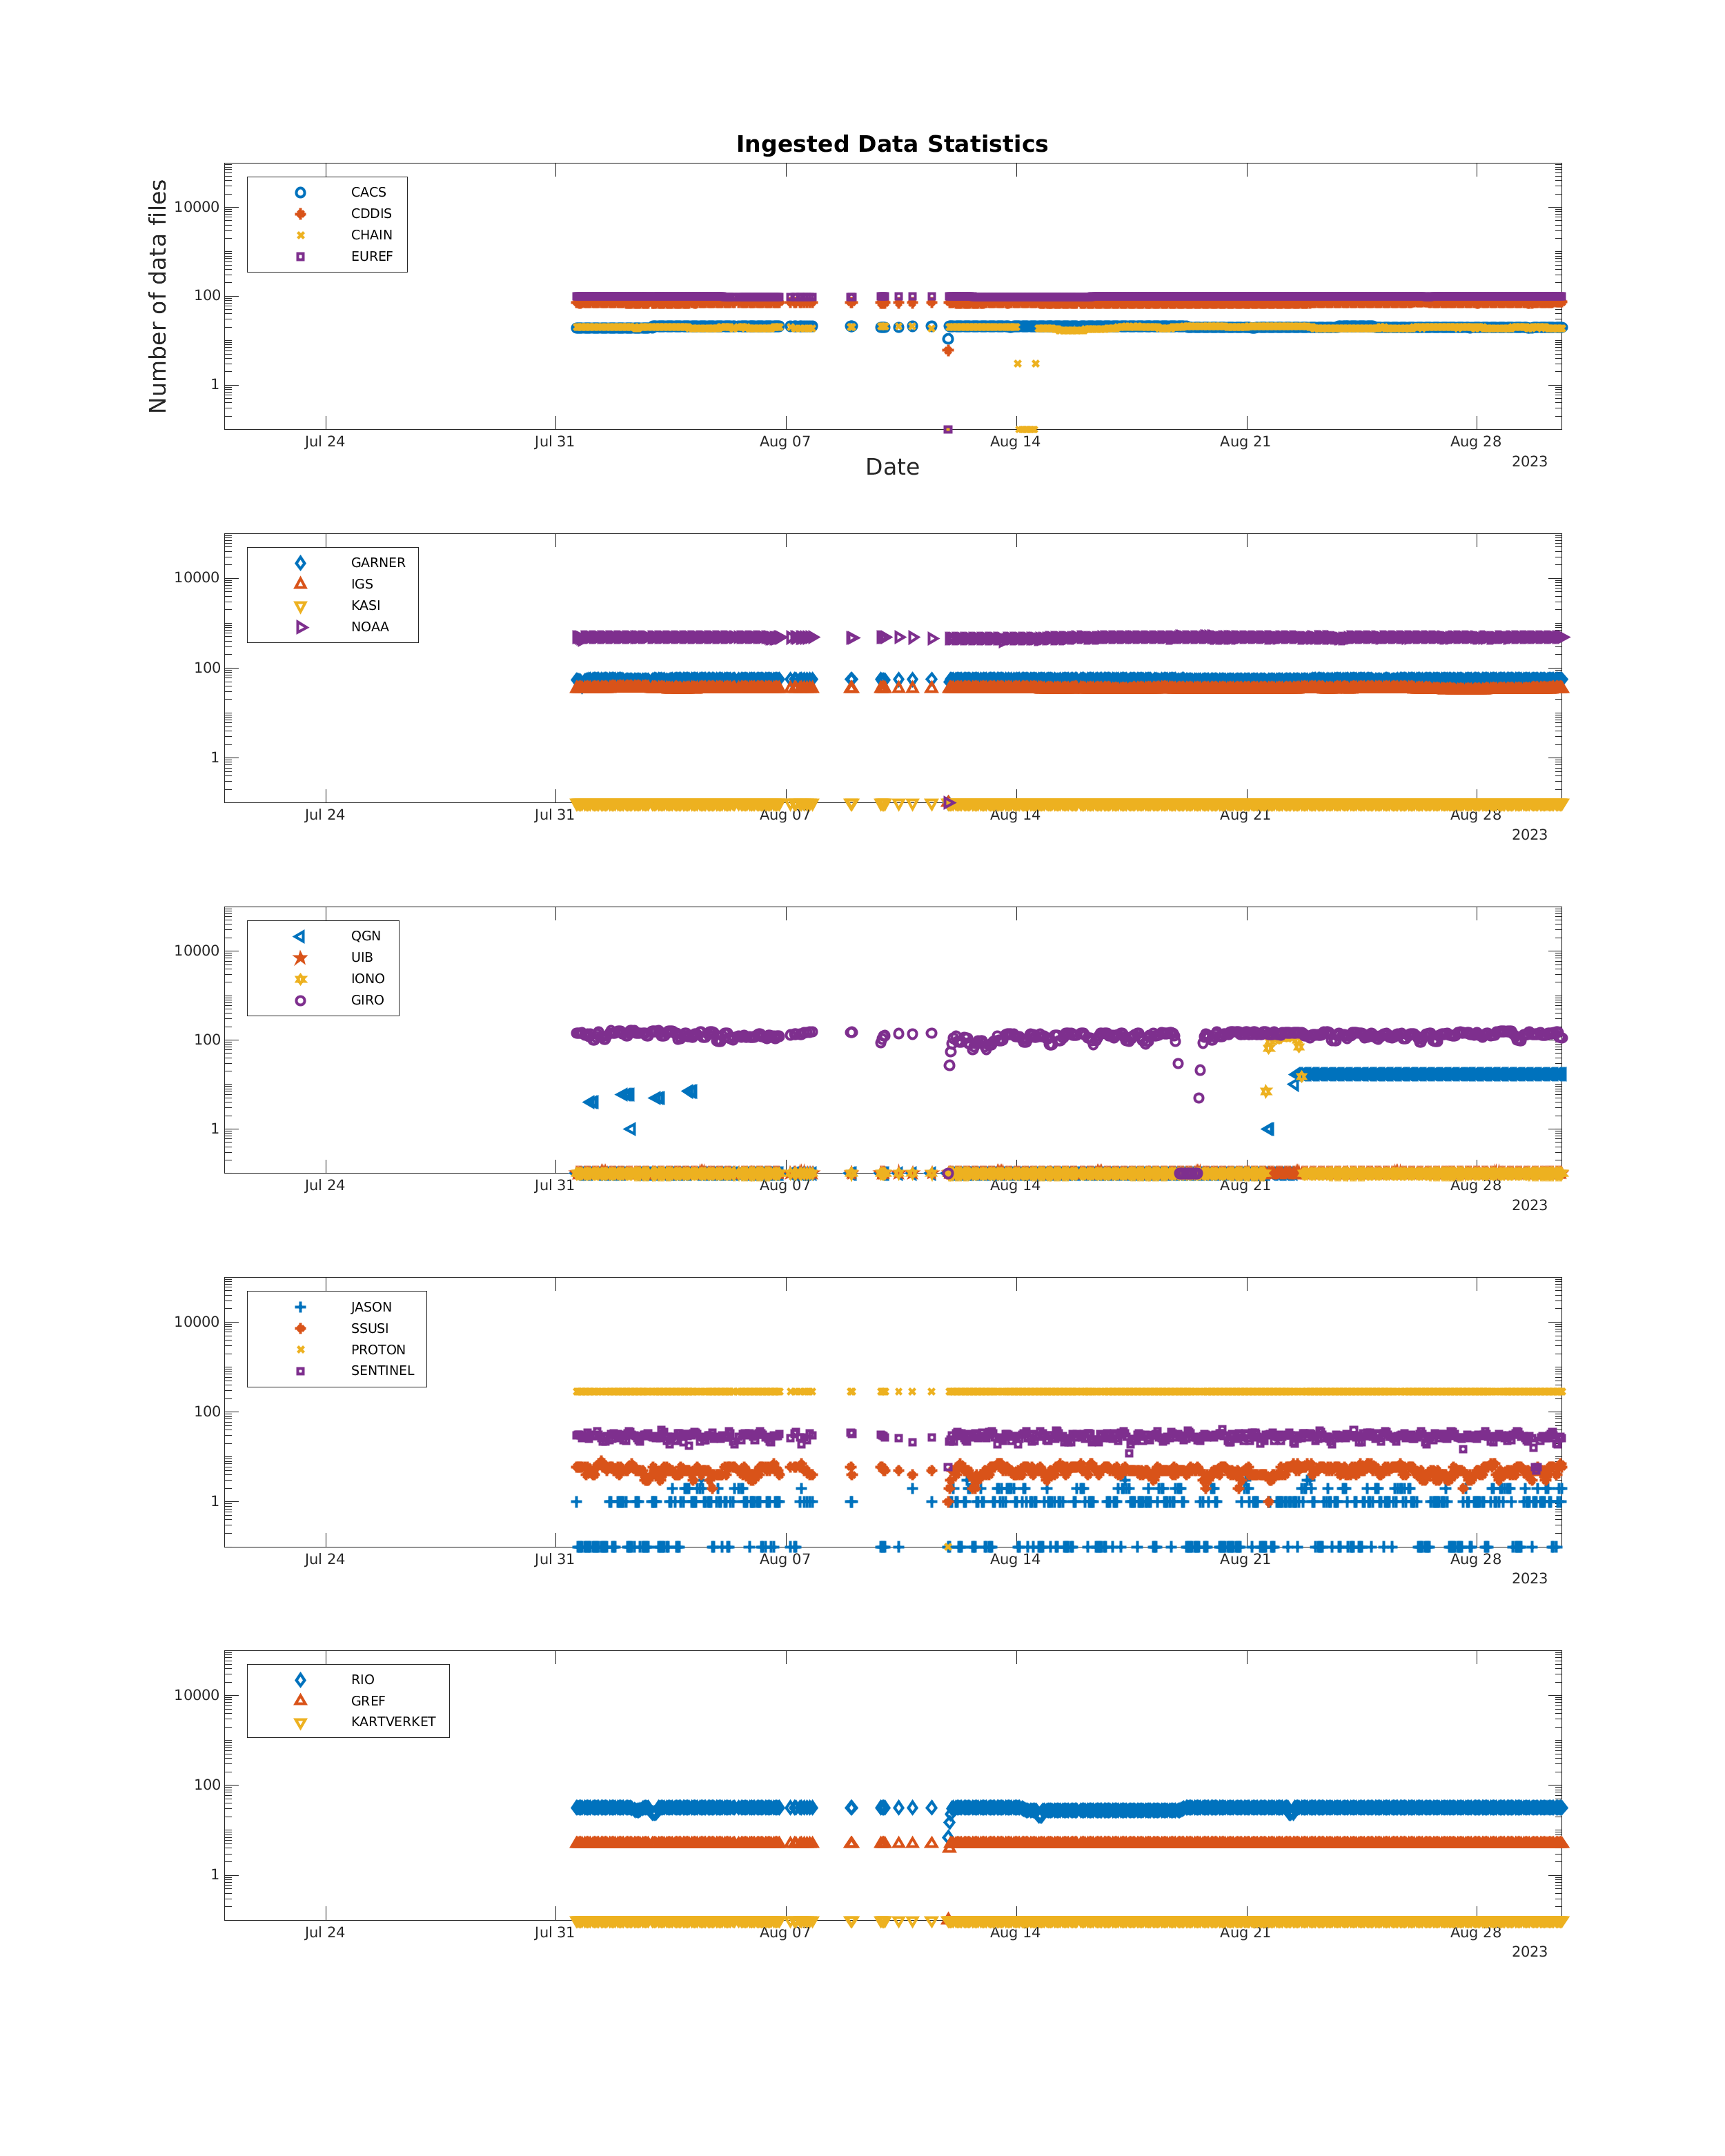 Ingested Data Statistics
Number of data files
CACS
CDDIS
CHAIN
EUREF
10000
100
1
Jul 24 Jul 31 Aug 07 Aug 14 Aug 21 Aug 28
2023
Date
GARNER
IGS
KASI
NOAA
10000
100
1
Jul 24 Jul 31 Aug 07 Aug 14 Aug 21 Aug 28
2023
QGN
UIB
IONO
GIRO
10000
100
1
Jul 24 Jul 31 Aug 07 Aug 14 Aug 21 Aug 28
2023
JASON
SSUSI
PROTON
SENTINEL
10000
100
1
Jul 24 Jul 31 Aug 07 Aug 14 Aug 21 Aug 28
2023
RIO
GREF
KARTVERKET
10000
100
1
Jul 24 Jul 31 Aug 07 Aug 14 Aug 21 Aug 28
2023